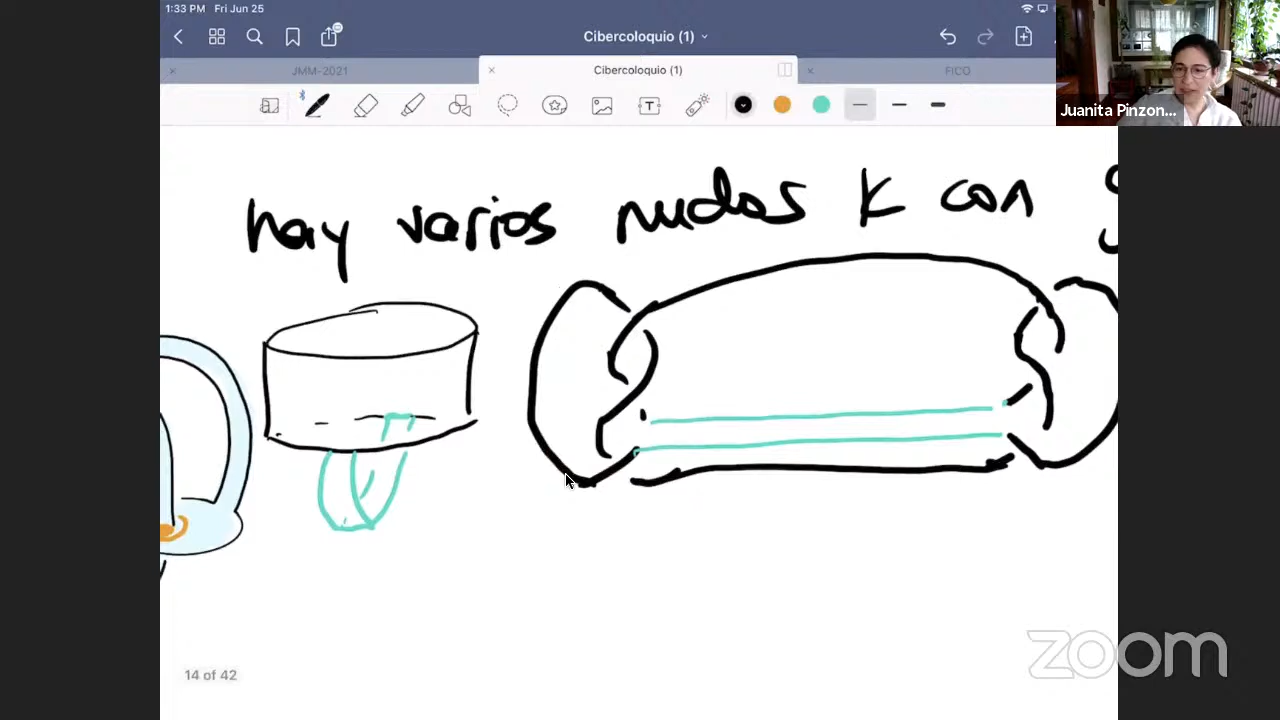 1:33 PM Fri Jun 25
Cibercoloquio (1)
JMM-2021
Cibercoloquio (1)
FICO
T
Juanita Pinzon...
hay varios nudos K con
zoom
14 of 42